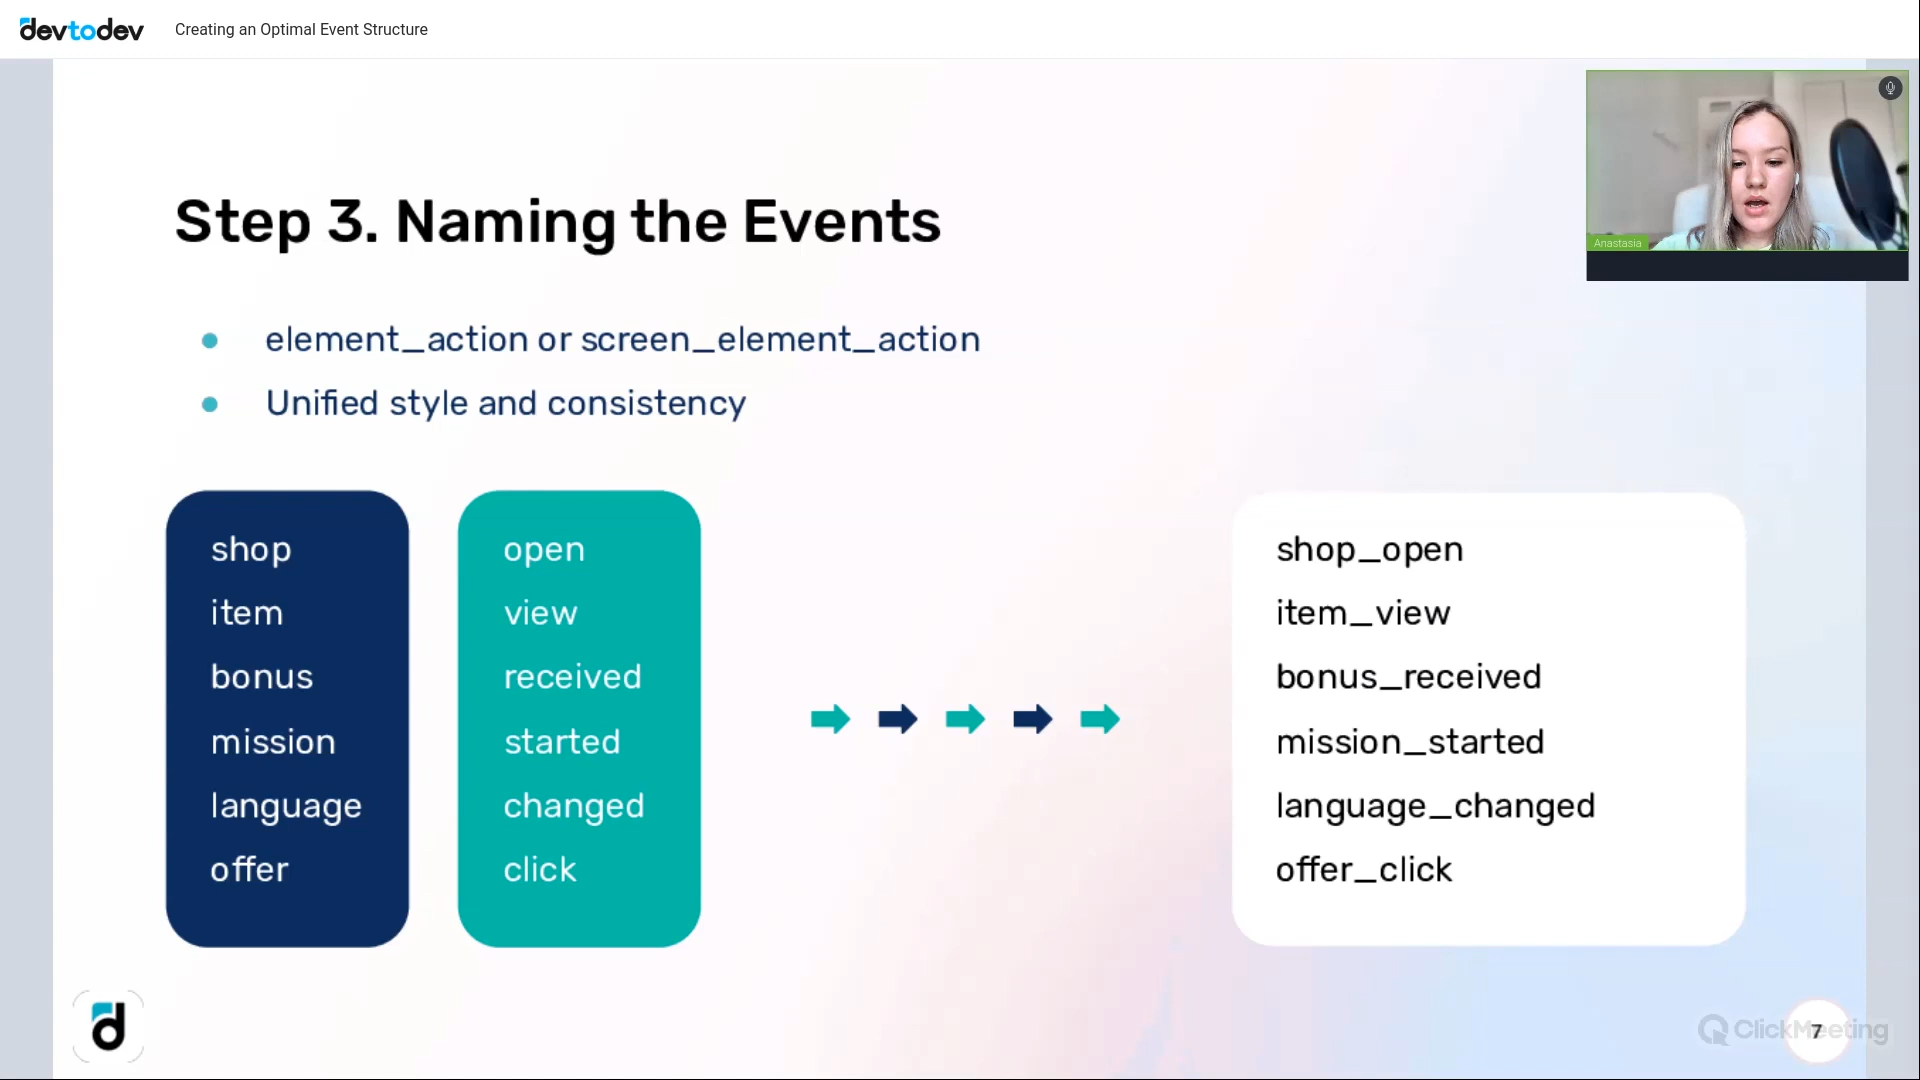 devtodev
Creating an Optimal Event Structure
Anastasia
Step 3. Naming the Events
element_action or screen_element_action
Unified style and consistency
shop
item
bonus
mission
language
offer
open
view
received
started
changed
click
shop_open
item_view
bonus_received
mission_started
language_changed
offer_click
d
ClickMeeting
7